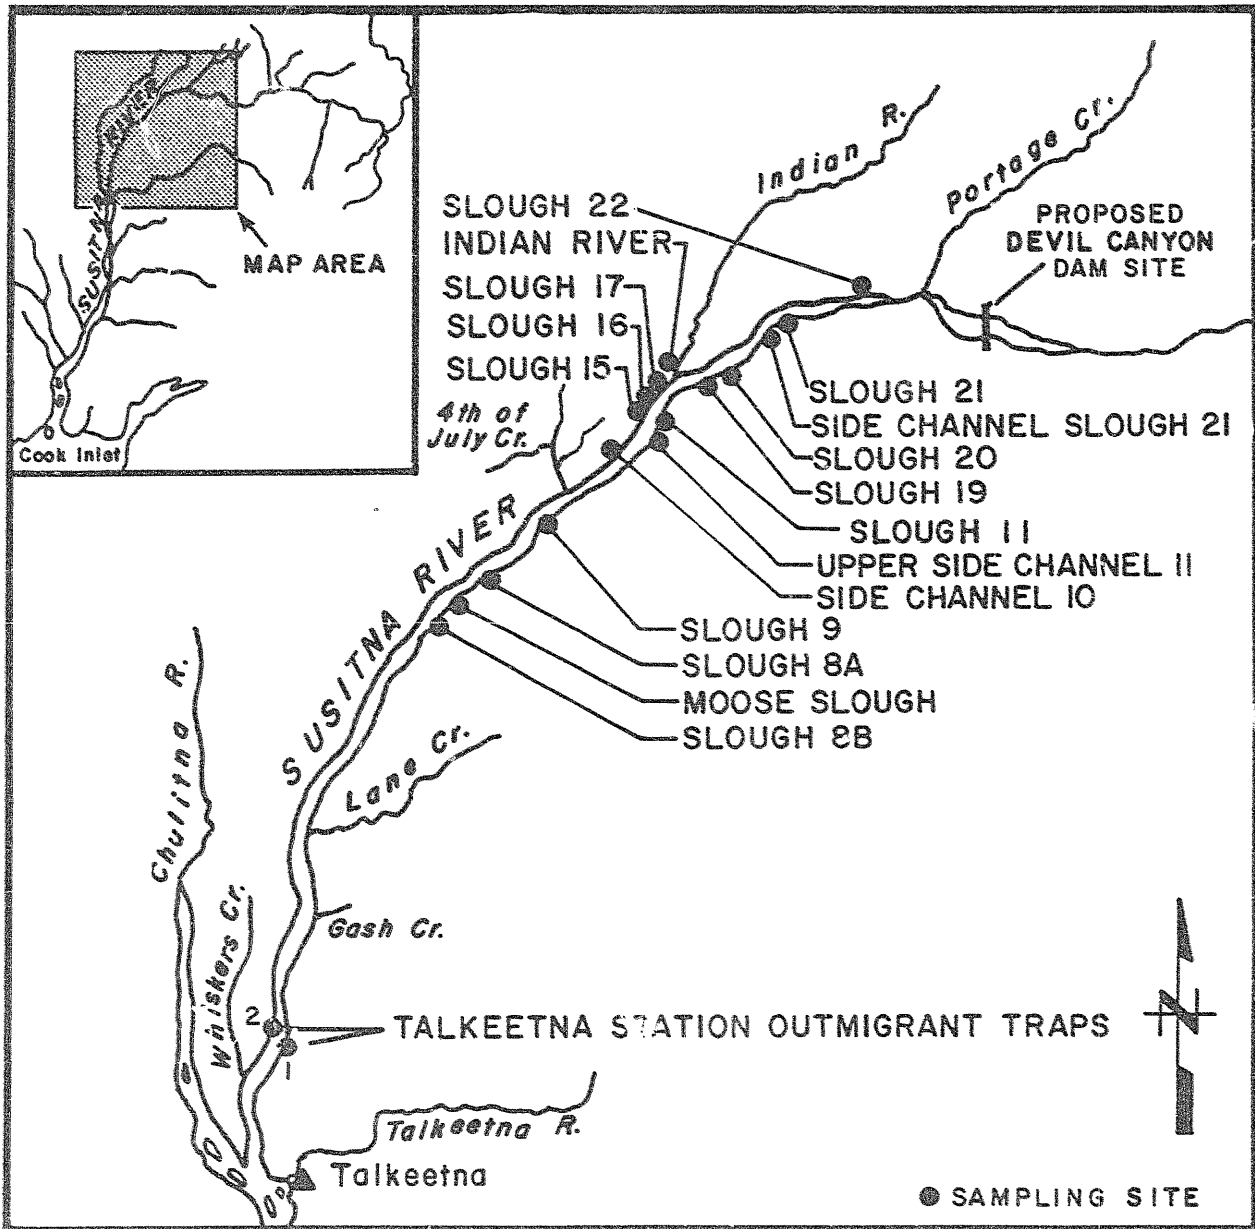 SUSITNA RIVER
MAP AREA
Cook Inlet
Indian R.
Portage Cr.
PROPOSED
DEVIL CANYON
DAM SITE
SLOUGH 22
INDIAN RIVER
SLOUGH 17
SLOUGH 16
SLOUGH 15
4th of
July Cr.
SLOUGH 21
SIDE CHANNEL SLOUGH 21
SLOUGH 20
SLOUGH 19
SLOUGH 11
UPPER SIDE CHANNEL 11
SIDE CHANNEL 10
SLOUGH 9
SLOUGH 8A
MOOSE SLOUGH
SLOUGH 8B
SUSITNA RIVER
Chulitna R.
Lane Cr.
Whiskers Cr.
Gash Cr.
2
TALKEETNA STATION OUTMIGRANT TRAPS
1
N
Talkeetna R.
Talkeetna
SAMPLING SITE